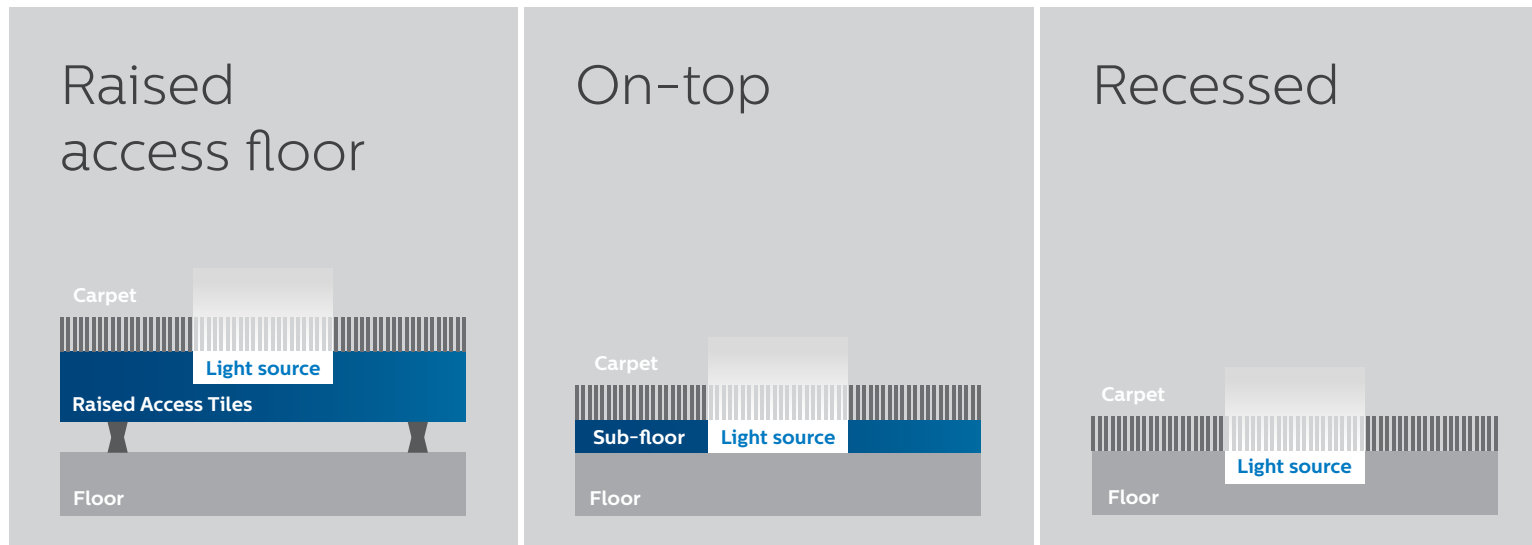 Raised
access floor
Carpet
Light source
Raised Access Tiles
Floor
On-top
Carpet
Sub-floor
Light source
Floor
Recessed
Carpet
Light source
Floor